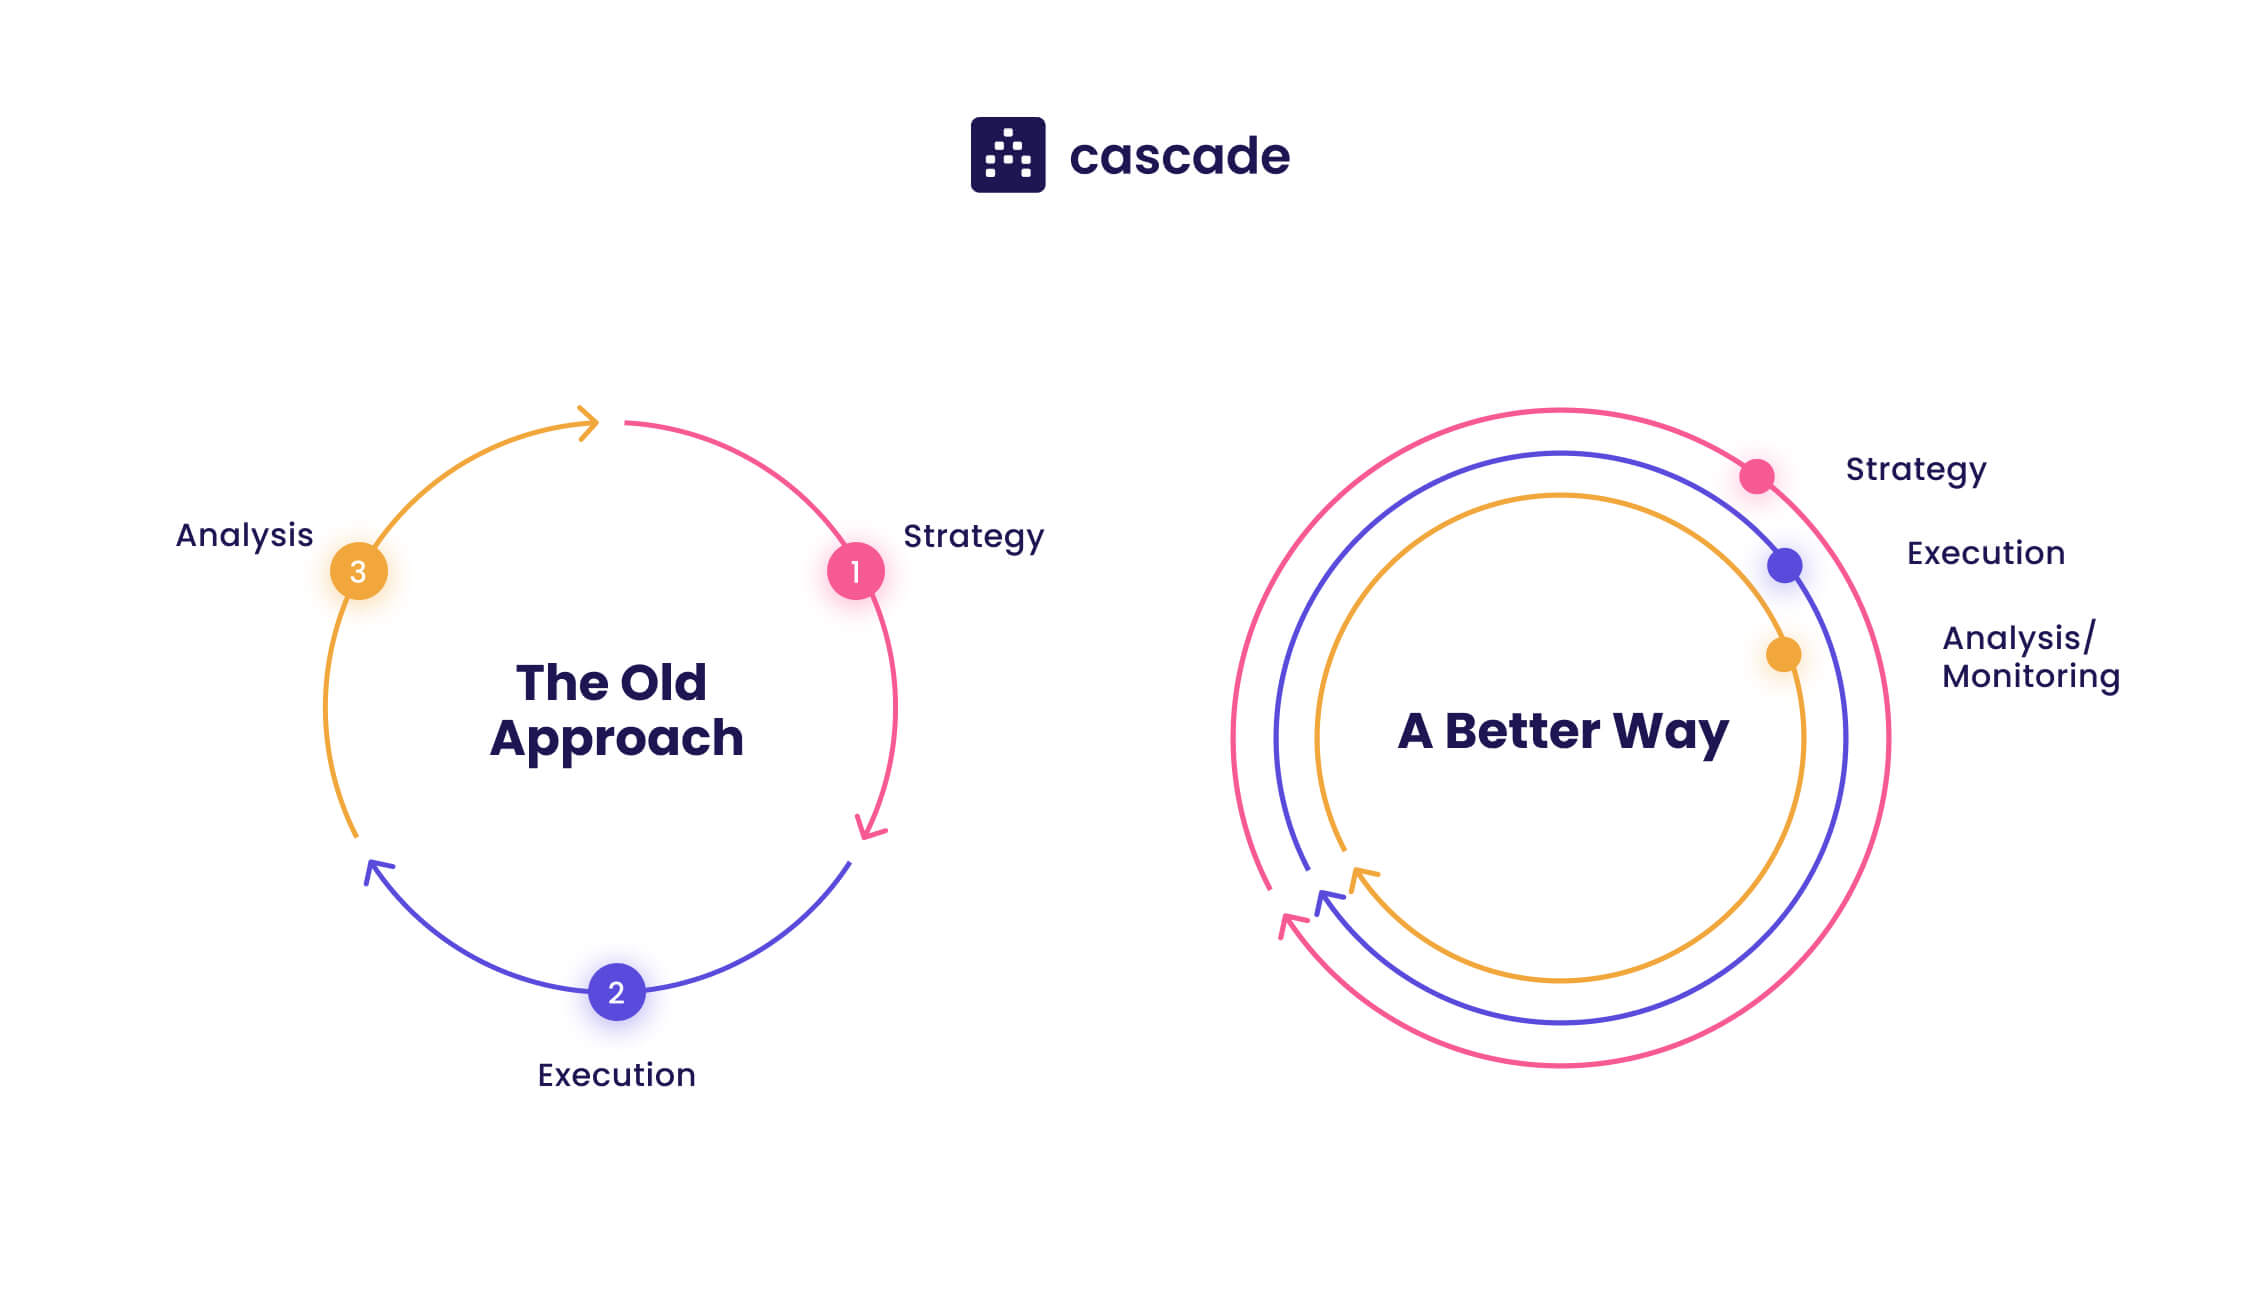 cascade
Analysis
3
1
Strategy
The Old
Approach
2
Execution
Strategy
Execution
Analysis/
Monitoring
A Better Way